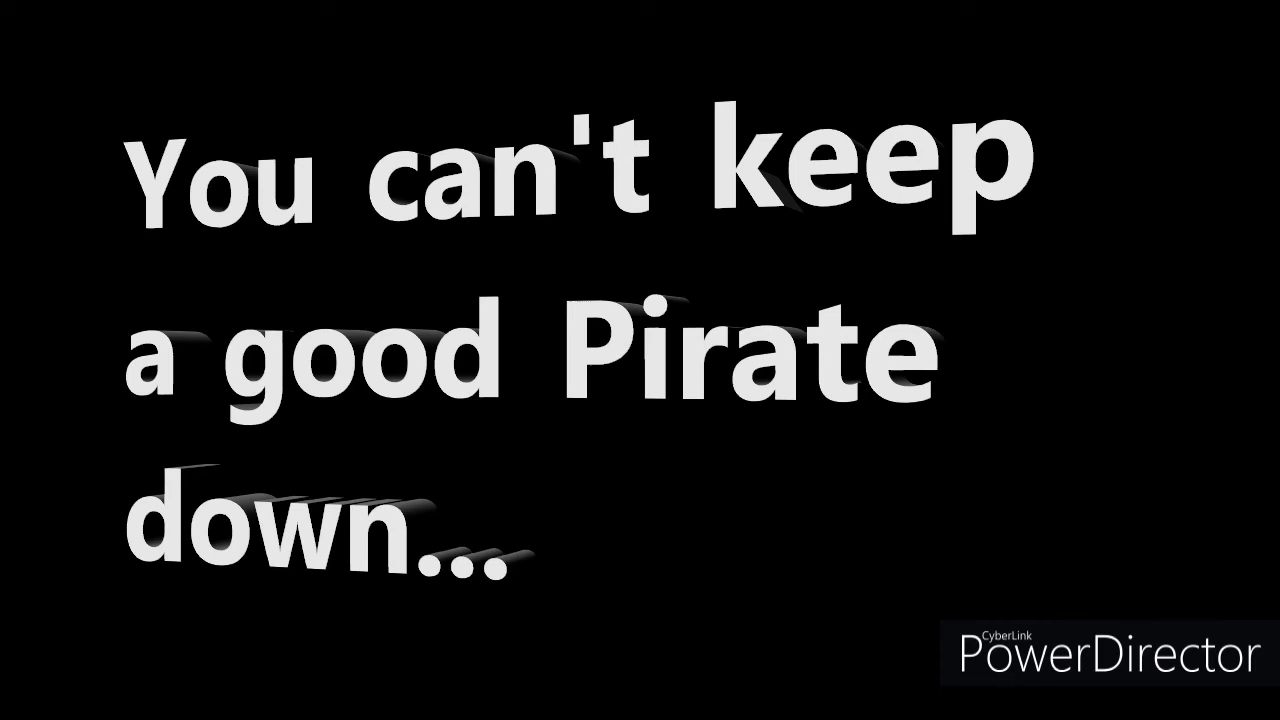 You can't keep
a good Pirate
down...
CyberLink
PowerDirector